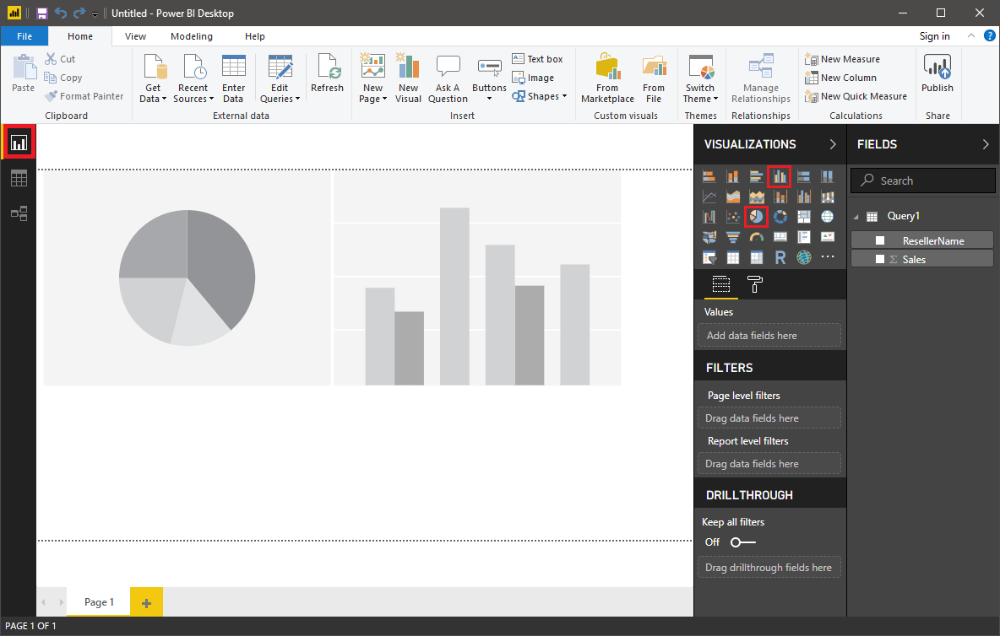 Untitled - Power BI Desktop
File Home View Modeling Help Sign in ?
Paste
Cut
Copy
Format Painter
Clipboard
Get Data
Recent Sources
Enter Data
Edit Queries
Refresh
External data
New Page
New Visual
Ask A Question
Buttons
Text box
Image
Shapes
Insert
From Marketplace
From File
Custom visuals
Switch Theme
Themes
Manage Relationships
Relationships
New Measure
New Column
New Quick Measure
Calculations
Publish
Share
VISUALIZATIONS
R
Values
Add data fields here
FILTERS
Page level filters
Drag data fields here
Report level filters
Drag data fields here
DRILLTHROUGH
Keep all filters
Off
Drag drillthrough fields here
FIELDS
Search
Query1
ResellerName
Σ Sales
Page 1 +
PAGE 1 OF 1